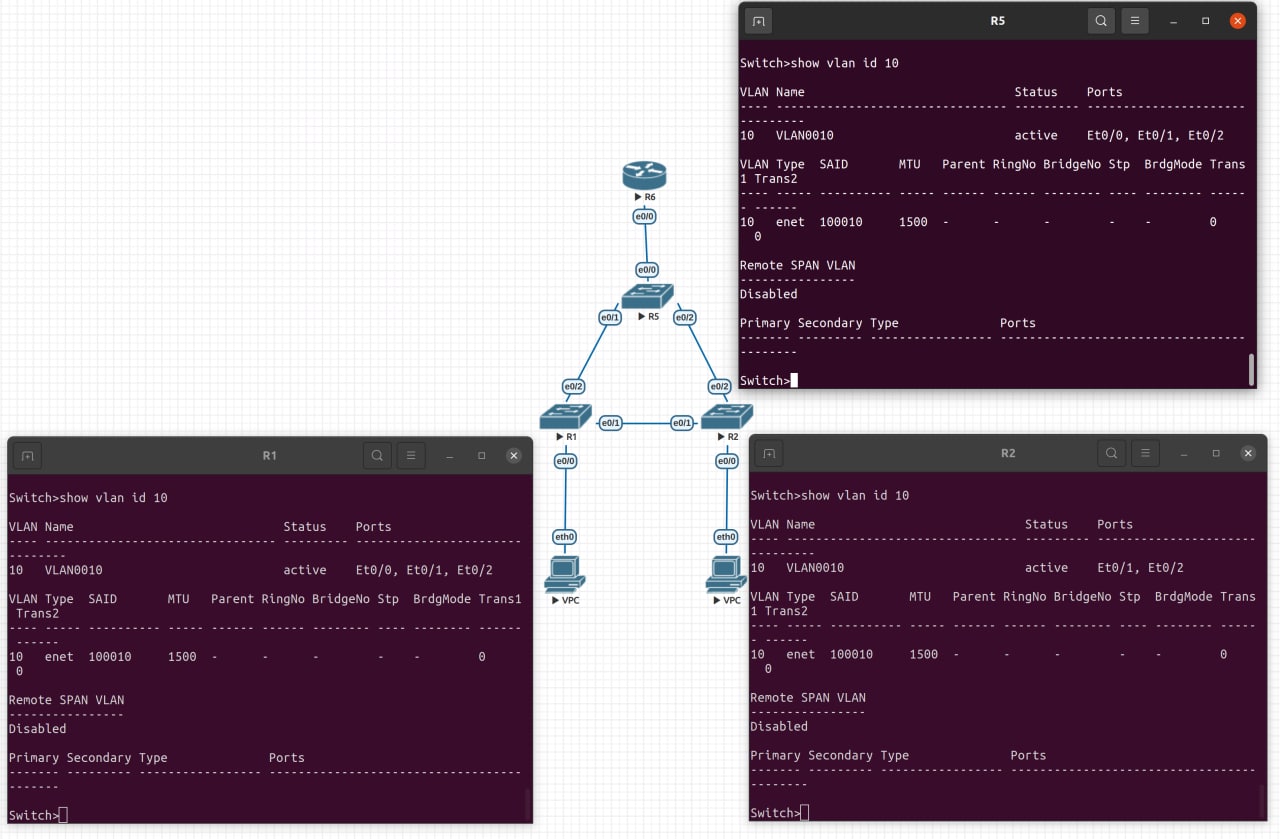 R5
Switch>show vlan id 10
VLAN Name                             Status    Ports
---- -------------------------------- --------- ----------------------
---------
10   VLAN0010                         active    Et0/0, Et0/1, Et0/2
VLAN Type  SAID       MTU   Parent RingNo BridgeNo Stp  BrdgMode Trans
1 Trans2
---- ----- ---------- ----- ------ ------ -------- ---- -------- -----
- ------
10   enet  100010     1500  -      -      -        -    -        0
  0
Remote SPAN VLAN
----------------
Disabled
Primary Secondary Type              Ports
------- --------- ----------------- ----------------------------------
--------
Switch>
R6
e0/0
e0/0
R5
e0/1
e0/2
e0/2
e0/2
R1
e0/1
e0/1
R2
e0/0
e0/0
eth0
eth0
VPC
VPC
R1
Switch>show vlan id 10
VLAN Name                             Status    Ports
---- -------------------------------- --------- -----------------------
--------
10   VLAN0010                         active    Et0/0, Et0/1, Et0/2
VLAN Type  SAID       MTU   Parent RingNo BridgeNo Stp  BrdgMode Trans1
 Trans2
---- ----- ---------- ----- ------ ------ -------- ---- -------- ------
 ------
10   enet  100010     1500  -      -      -        -    -        0
 0
Remote SPAN VLAN
----------------
Disabled
Primary Secondary Type              Ports
------- --------- ----------------- -----------------------------------
-------
Switch>
R2
Switch>show vlan id 10
VLAN Name                             Status    Ports
---- -------------------------------- --------- ----------------------
---------
10   VLAN0010                         active    Et0/1, Et0/2
VLAN Type  SAID       MTU   Parent RingNo BridgeNo Stp  BrdgMode Trans
1 Trans2
---- ----- ---------- ----- ------ ------ -------- ---- -------- -----
- ------
10   enet  100010     1500  -      -      -        -    -        0
  0
Remote SPAN VLAN
----------------
Disabled
Primary Secondary Type              Ports
------- --------- ----------------- ----------------------------------
--------
Switch>